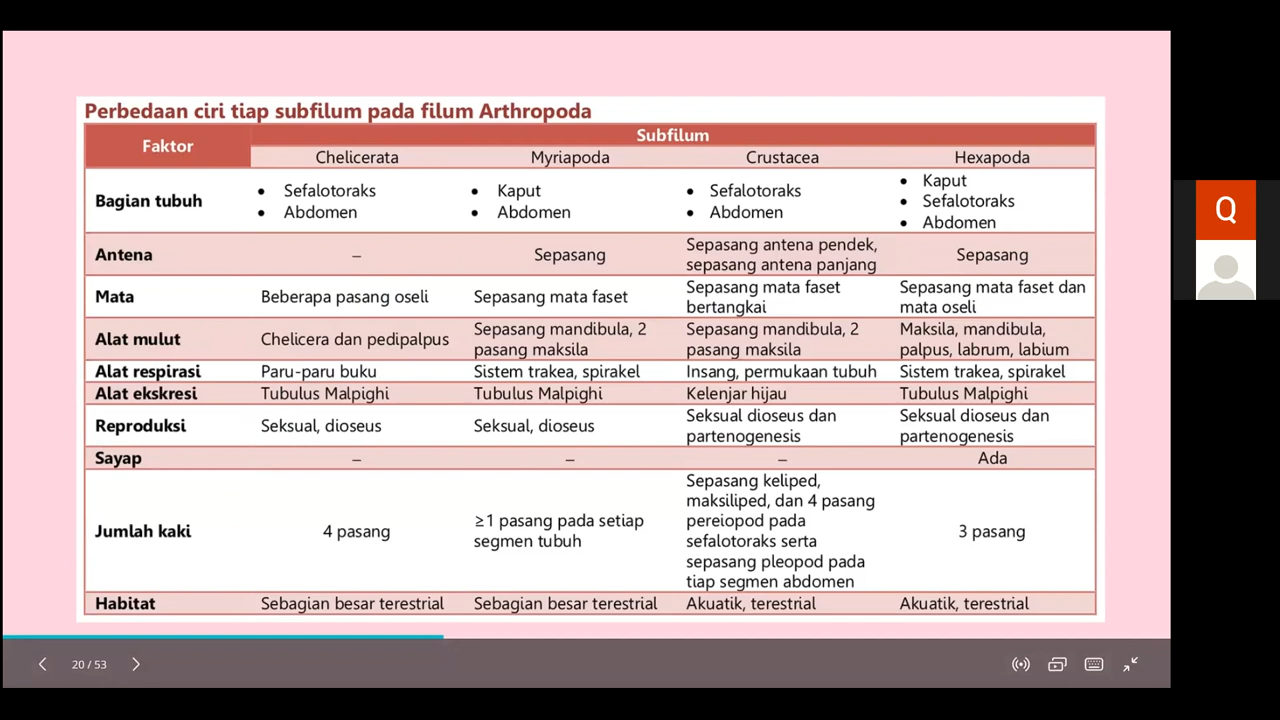 Perbedaan ciri tiap subfilum pada filum Arthropoda
Faktor
Subfilum
Chelicerata
Myriapoda
Crustacea
Hexapoda
Bagian tubuh
• Sefalotoraks
• Abdomen
• Kaput
• Abdomen
• Sefalotoraks
• Abdomen
• Kaput
• Sefalotoraks
• Abdomen
Antena
–
Sepasang
Sepasang antena pendek,
sepasang antena panjang
Sepasang
Mata
Beberapa pasang oseli
Sepasang mata faset
Sepasang mata faset
bertangkai
Sepasang mata faset dan
mata oseli
Alat mulut
Chelicera dan pedipalpus
Sepasang mandibula, 2
pasang maksila
Sepasang mandibula, 2
pasang maksila
Maksila, mandibula,
palpus, labrum, labium
Alat respirasi
Paru-paru buku
Sistem trakea, spirakel
Insang, permukaan tubuh
Sistem trakea, spirakel
Alat ekskresi
Tubulus Malpighi
Tubulus Malpighi
Kelenjar hijau
Tubulus Malpighi
Reproduksi
Seksual, dioseus
Seksual, dioseus
Seksual dioseus dan
partenogenesis
Seksual dioseus dan
partenogenesis
Sayap
–
–
–
Ada
Jumlah kaki
4 pasang
≥1 pasang pada setiap
segmen tubuh
Sepasang keliped,
maksiliped, dan 4 pasang
pereiopod pada
sefalotoraks serta
sepasang pleopod pada
tiap segmen abdomen
3 pasang
Habitat
Sebagian besar terestrial
Sebagian besar terestrial
Akuatik, terestrial
Akuatik, terestrial
20 / 53
Q